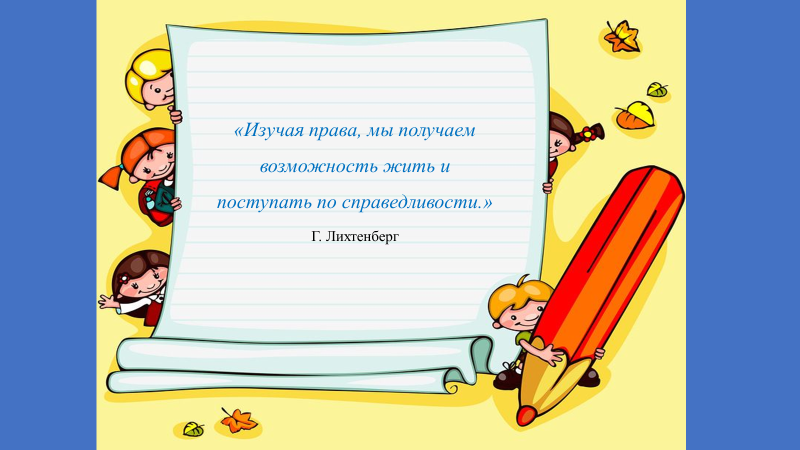 «Изучая права, мы получаем
возможность жить и
поступать по справедливости.»
Г. Лихтенберг